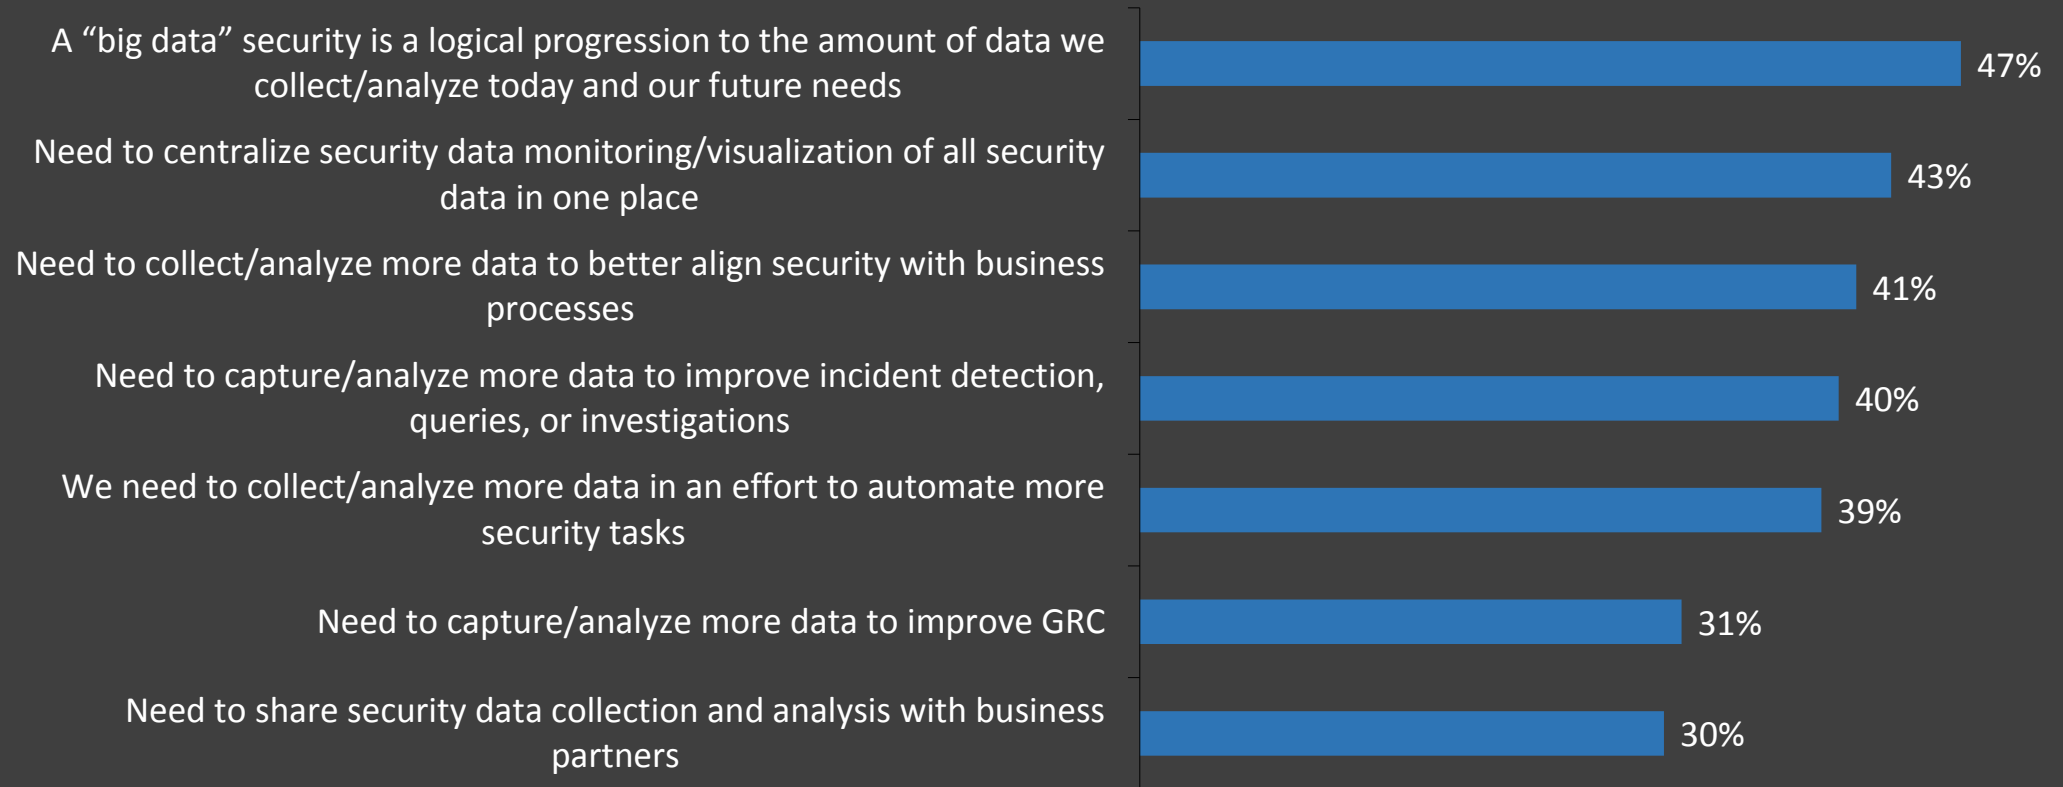 A “big data” security is a logical progression to the amount of data we
collect/analyze today and our future needs
47%
Need to centralize security data monitoring/visualization of all security
data in one place
43%
Need to collect/analyze more data to better align security with business
processes
41%
Need to capture/analyze more data to improve incident detection,
queries, or investigations
40%
We need to collect/analyze more data in an effort to automate more
security tasks
39%
Need to capture/analyze more data to improve GRC
31%
Need to share security data collection and analysis with business
partners
30%